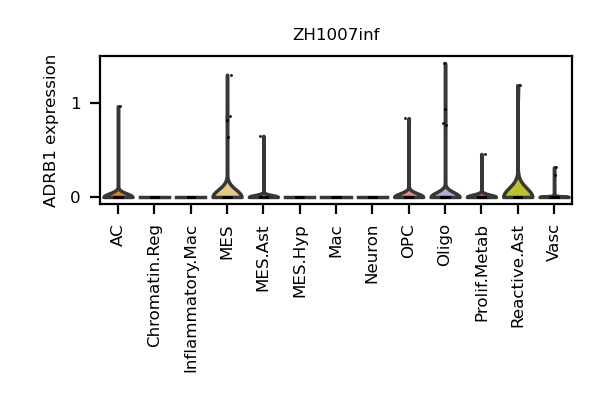 ZH1007inf
ADRB1 expression
1
0
AC
Chromatin.Reg
Inflammatory.Mac
MES
MES.Ast
MES.Hyp
Mac
Neuron
OPC
Oligo
Prolif.Metab
Reactive.Ast
Vasc